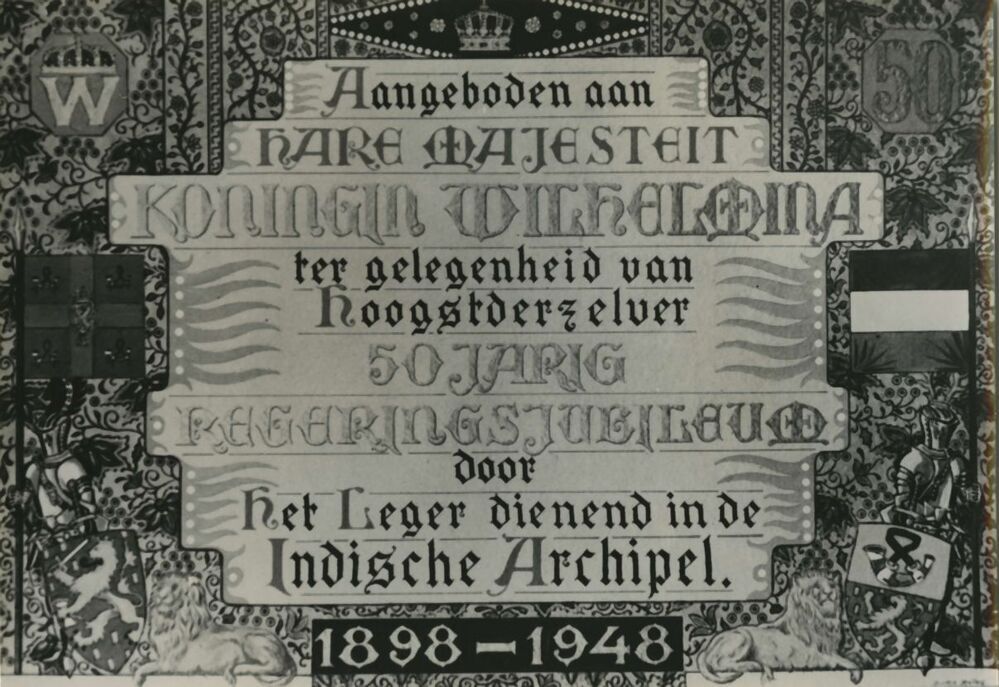 W
50
Aangeboden aan
HARE MAJESTEIT
KONINGIN WILHELMINA
ter gelegenheid van
Hoogstderzelver
50 JARIG
REGERINGSJUBILEUM
door
Het Leger dienend in de
Indische Archipel.
1898-1948